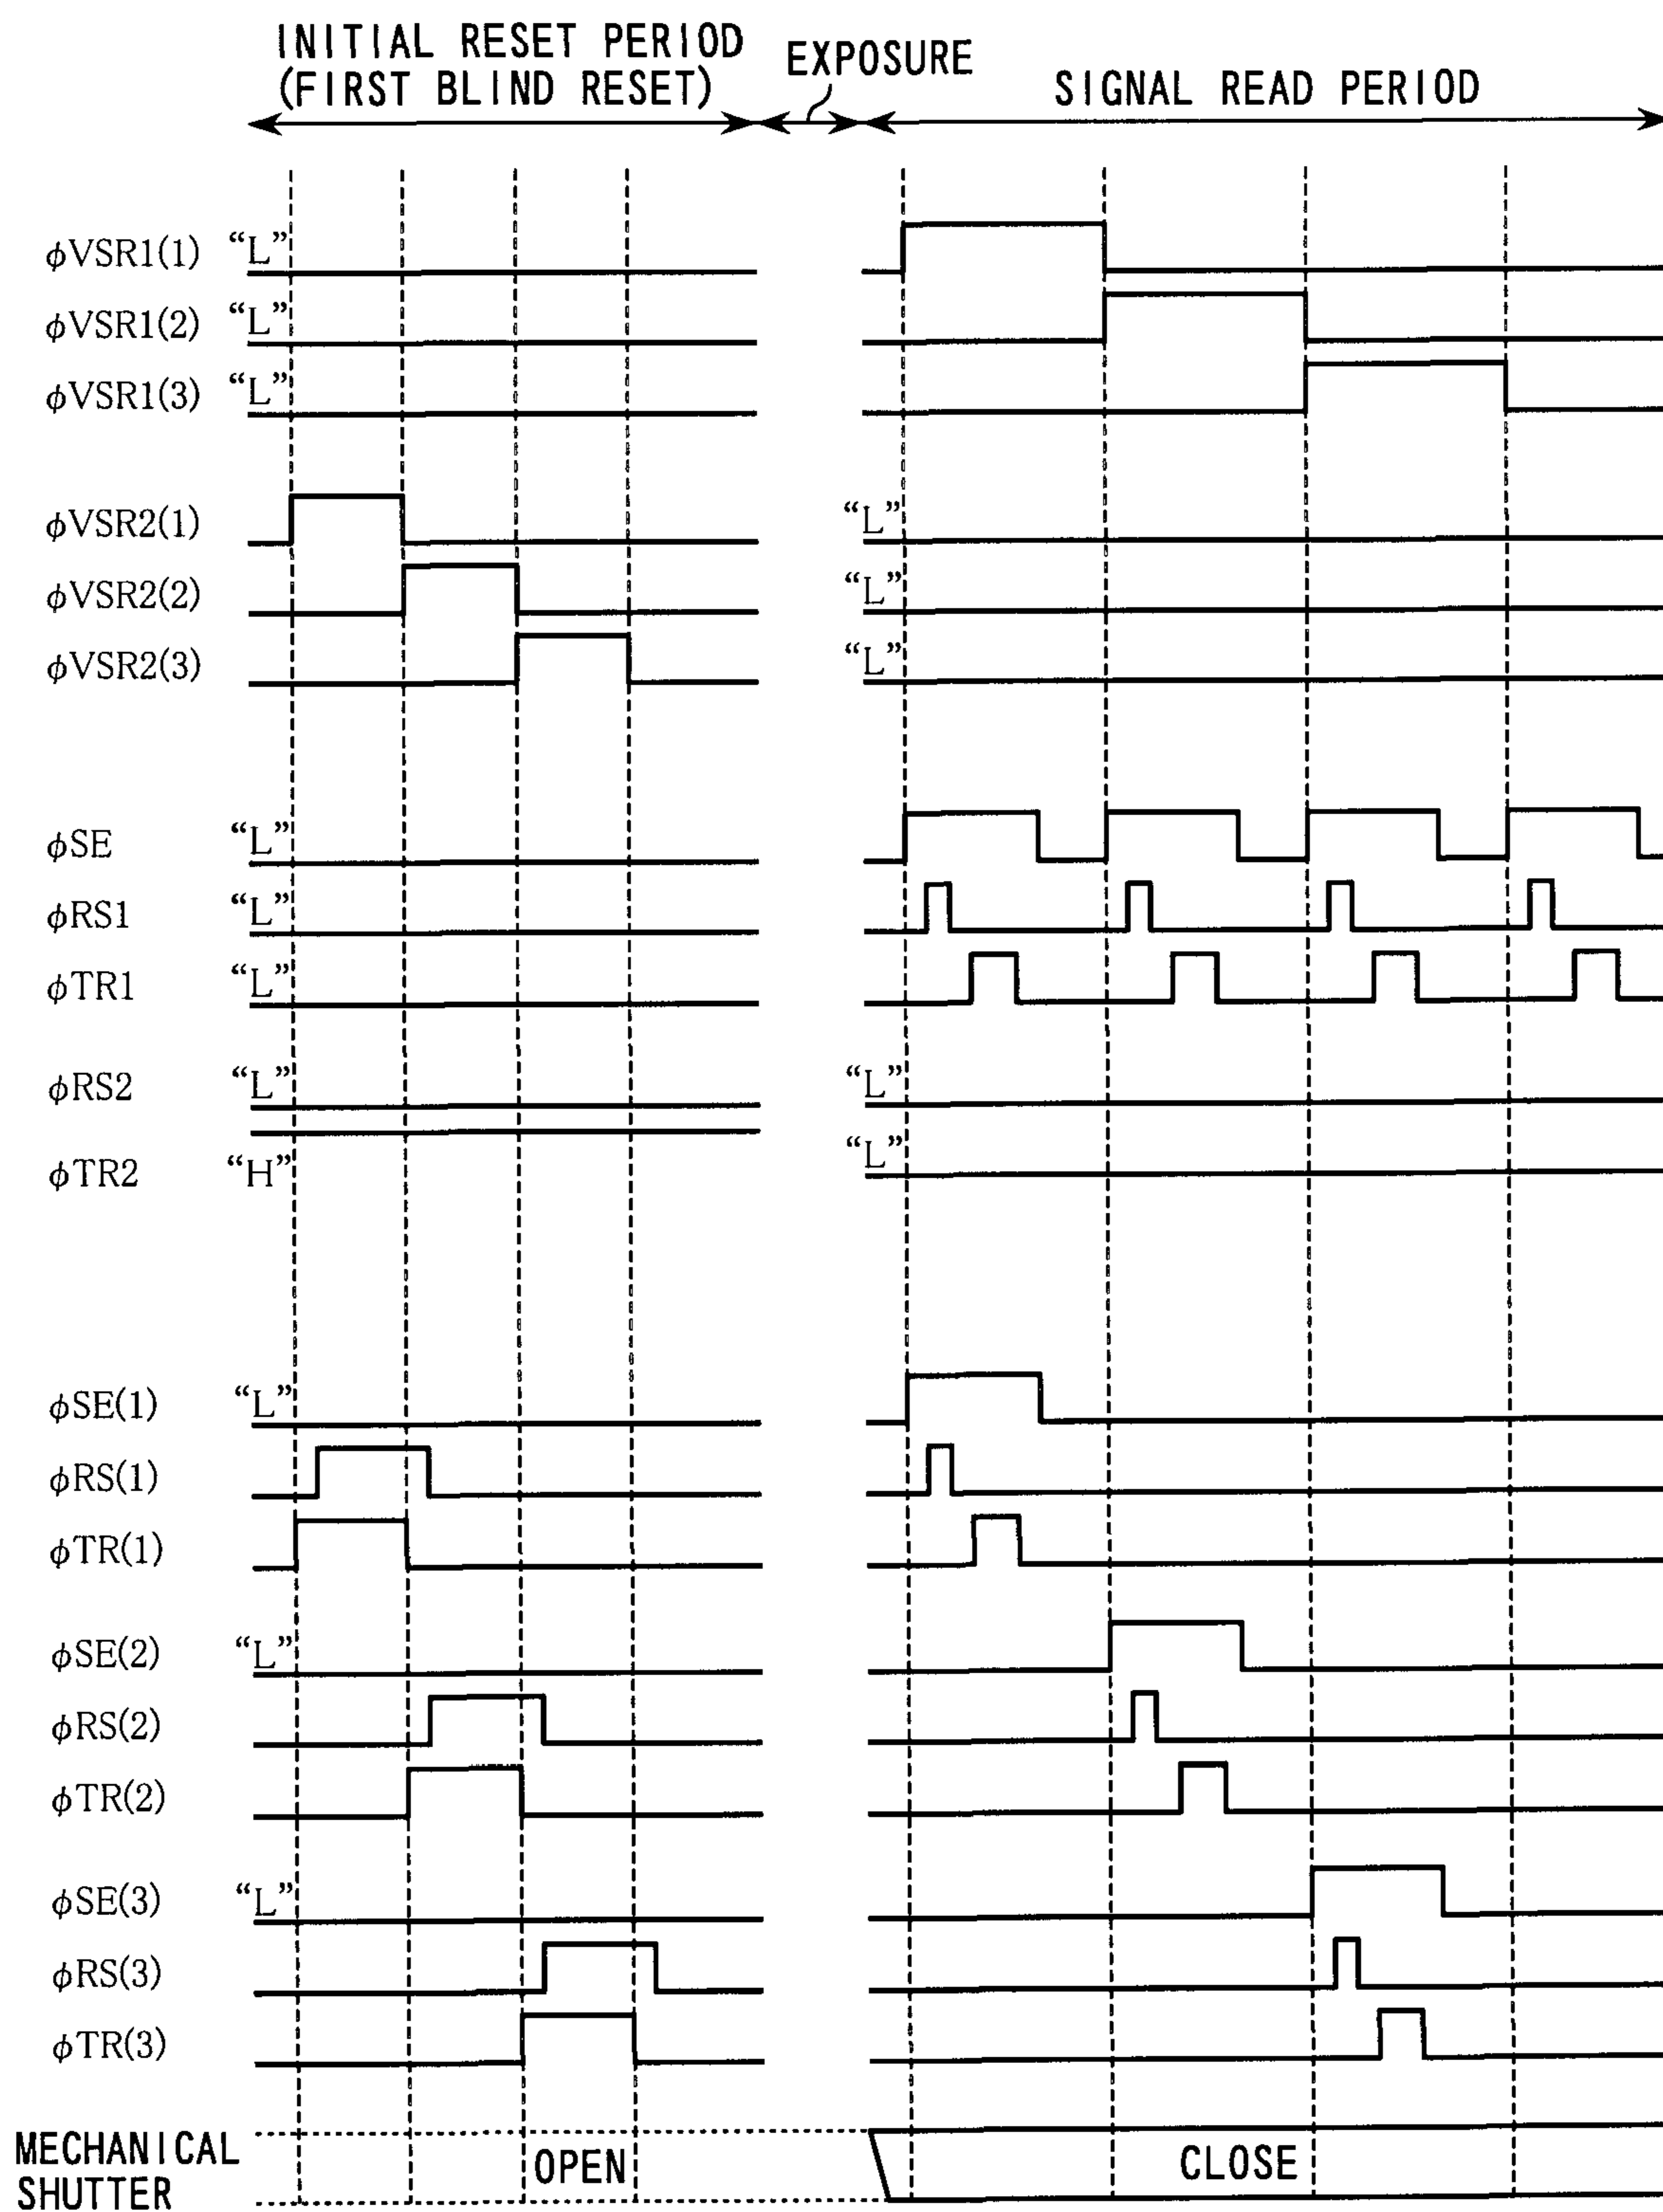 INITIAL RESET PERIOD
(FIRST BLIND RESET)
EXPOSURE
SIGNAL READ PERIOD
φVSR1(1) “L”
φVSR1(2) “L”
φVSR1(3) “L”
φVSR2(1) “L”
φVSR2(2) “L”
φVSR2(3) “L”
φSE “L”
φRS1 “L”
φTR1 “L”
φRS2 “L” “L”
φTR2 “H” “L”
φSE(1) “L”
φRS(1)
φTR(1)
φSE(2) “L”
φRS(2)
φTR(2)
φSE(3) “L”
φRS(3)
φTR(3)
MECHANICAL
SHUTTER
OPEN
CLOSE